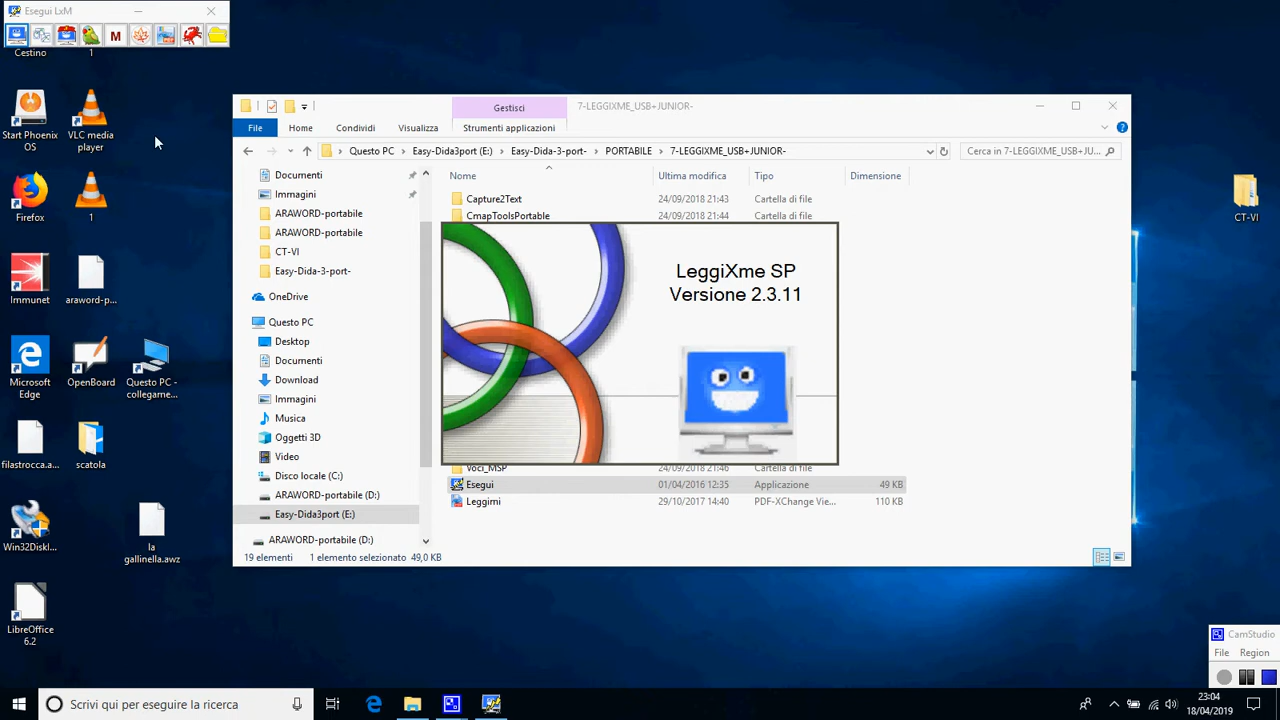 Esegui LxM
M
Cestino
1
Start Phoenix
OS
VLC media
player
Firefox
1
Immunet
araword-p...
Microsoft
Edge
OpenBoard
Questo PC -
collegame...
filastrocca.a...
scatola
Win32DiskI...
la
gallinella.awz
LibreOffice
6.2
Gestisci
7-LEGGIXME_USB+JUNIOR-
File
Home
Condividi
Visualizza
Strumenti applicazioni
Questo PC
Easy-Dida3port (E:)
Easy-Dida-3-port-
PORTABILE
7-LEGGIXME_USB+JUNIOR-
Cerca in 7-LEGGIXME_USB+JU...
Documenti
Immagini
ARAWORD-portabile
ARAWORD-portabile
CT-VI
Easy-Dida-3-port-
OneDrive
Questo PC
Desktop
Documenti
Download
Immagini
Musica
Oggetti 3D
Video
Disco locale (C:)
ARAWORD-portabile (D:)
Easy-Dida3port (E:)
ARAWORD-portabile (D:)
Nome
Ultima modifica
Tipo
Dimensione
Capture2Text
24/09/2018 21:43
Cartella di file
CmapToolsPortable
24/09/2018 21:44
Cartella di file
LeggiXme SP
Versione 2.3.11
Voci_MSP
24/09/2018 21:46
Cartella di file
Esegui
01/04/2016 12:35
Applicazione
49 KB
Leggimi
29/10/2017 14:40
PDF-XChange Vie...
110 KB
19 elementi
1 elemento selezionato 49,0 KB
CT-VI
CamStudio
File
Region
Scrivi qui per eseguire la ricerca
23:04
18/04/2019